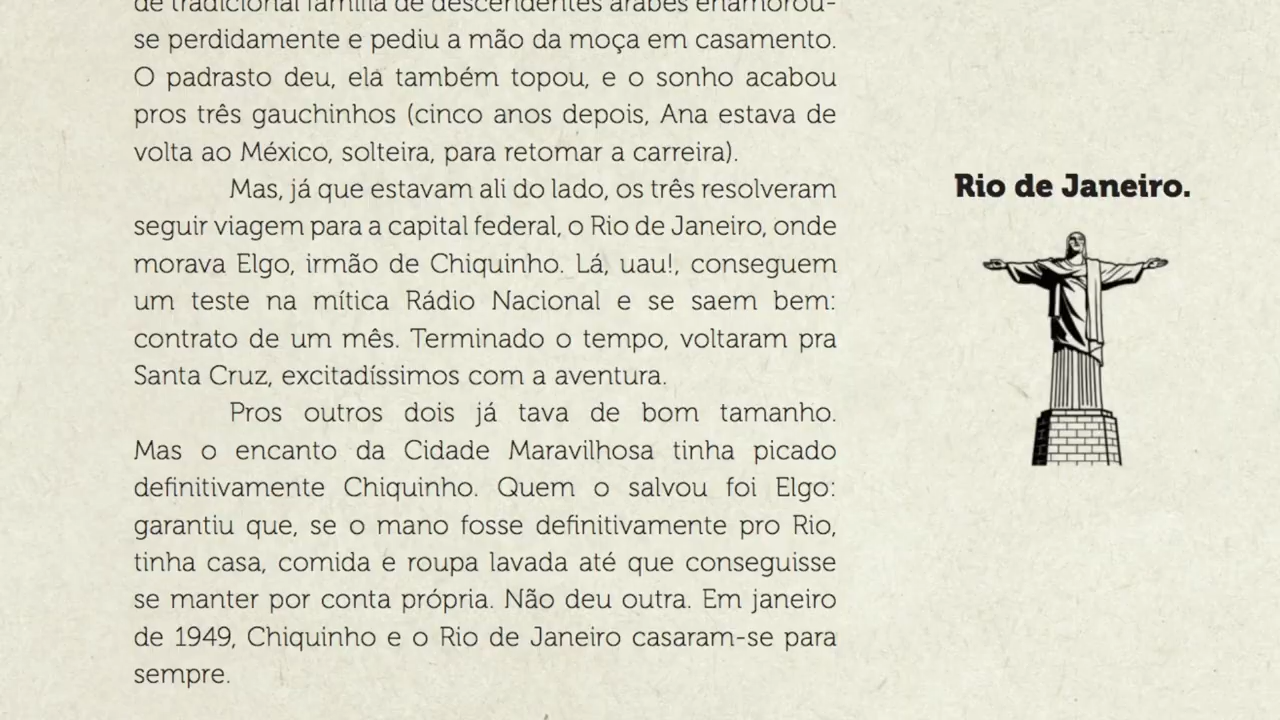 de tradicional família de descendentes árabes enamorou-
se perdidamente e pediu a mão da moça em casamento.
O padrasto deu, ela também topou, e o sonho acabou
pros três gauchinhos (cinco anos depois, Ana estava de
volta ao México, solteira, para retomar a carreira).
Mas, já que estavam ali do lado, os três resolveram
seguir viagem para a capital federal, o Rio de Janeiro, onde
morava Elgo, irmão de Chiquinho. Lá, uau!, conseguem
um teste na mítica Rádio Nacional e se saem bem:
contrato de um mês. Terminado o tempo, voltaram pra
Santa Cruz, excitadíssimos com a aventura.
Pros outros dois já tava de bom tamanho.
Mas o encanto da Cidade Maravilhosa tinha picado
definitivamente Chiquinho. Quem o salvou foi Elgo:
garantiu que, se o mano fosse definitivamente pro Rio,
tinha casa, comida e roupa lavada até que conseguisse
se manter por conta própria. Não deu outra. Em janeiro
de 1949, Chiquinho e o Rio de Janeiro casaram-se para
sempre.
Rio de Janeiro.